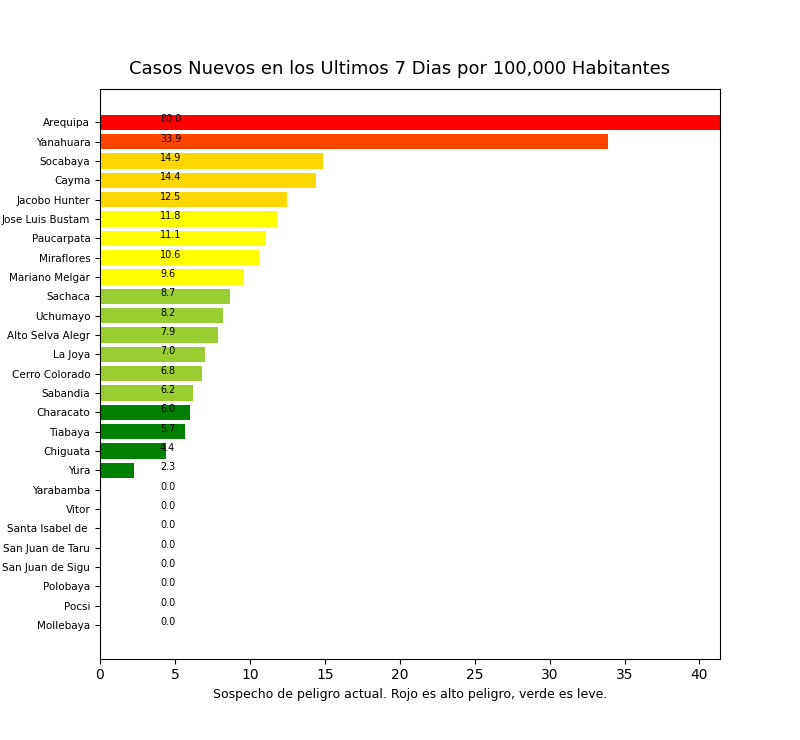 Casos Nuevos en los Ultimos 7 Dias por 100,000 Habitantes
Arequipa 80.0
Yanahuara 33.9
Socabaya 14.9
Cayma 14.4
Jacobo Hunter 12.5
Jose Luis Bustam 11.8
Paucarpata 11.1
Miraflores 10.6
Mariano Melgar 9.6
Sachaca 8.7
Uchumayo 8.2
Alto Selva Alegr 7.9
La Joya 7.0
Cerro Colorado 6.8
Sabandia 6.2
Characato 6.0
Tiabaya 5.7
Chiguata 4.4
Yura 2.3
Yarabamba 0.0
Vitor 0.0
Santa Isabel de 0.0
San Juan de Taru 0.0
San Juan de Sigu 0.0
Polobaya 0.0
Pocsi 0.0
Mollebaya 0.0
0 5 10 15 20 25 30 35 40
Sospecho de peligro actual. Rojo es alto peligro, verde es leve.